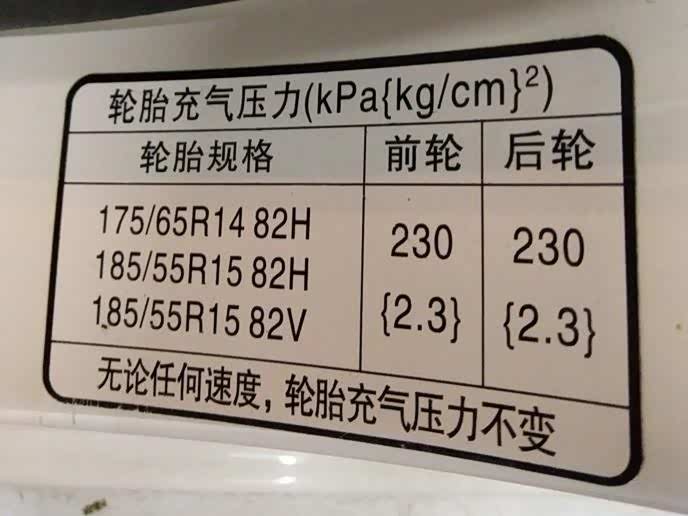 轮胎充气压力(kPa{kg/cm}²)
轮胎规格 前轮 后轮
175/65R14 82H
185/55R15 82H
185/55R15 82V
230 230
{2.3} {2.3}
无论任何速度，轮胎充气压力不变